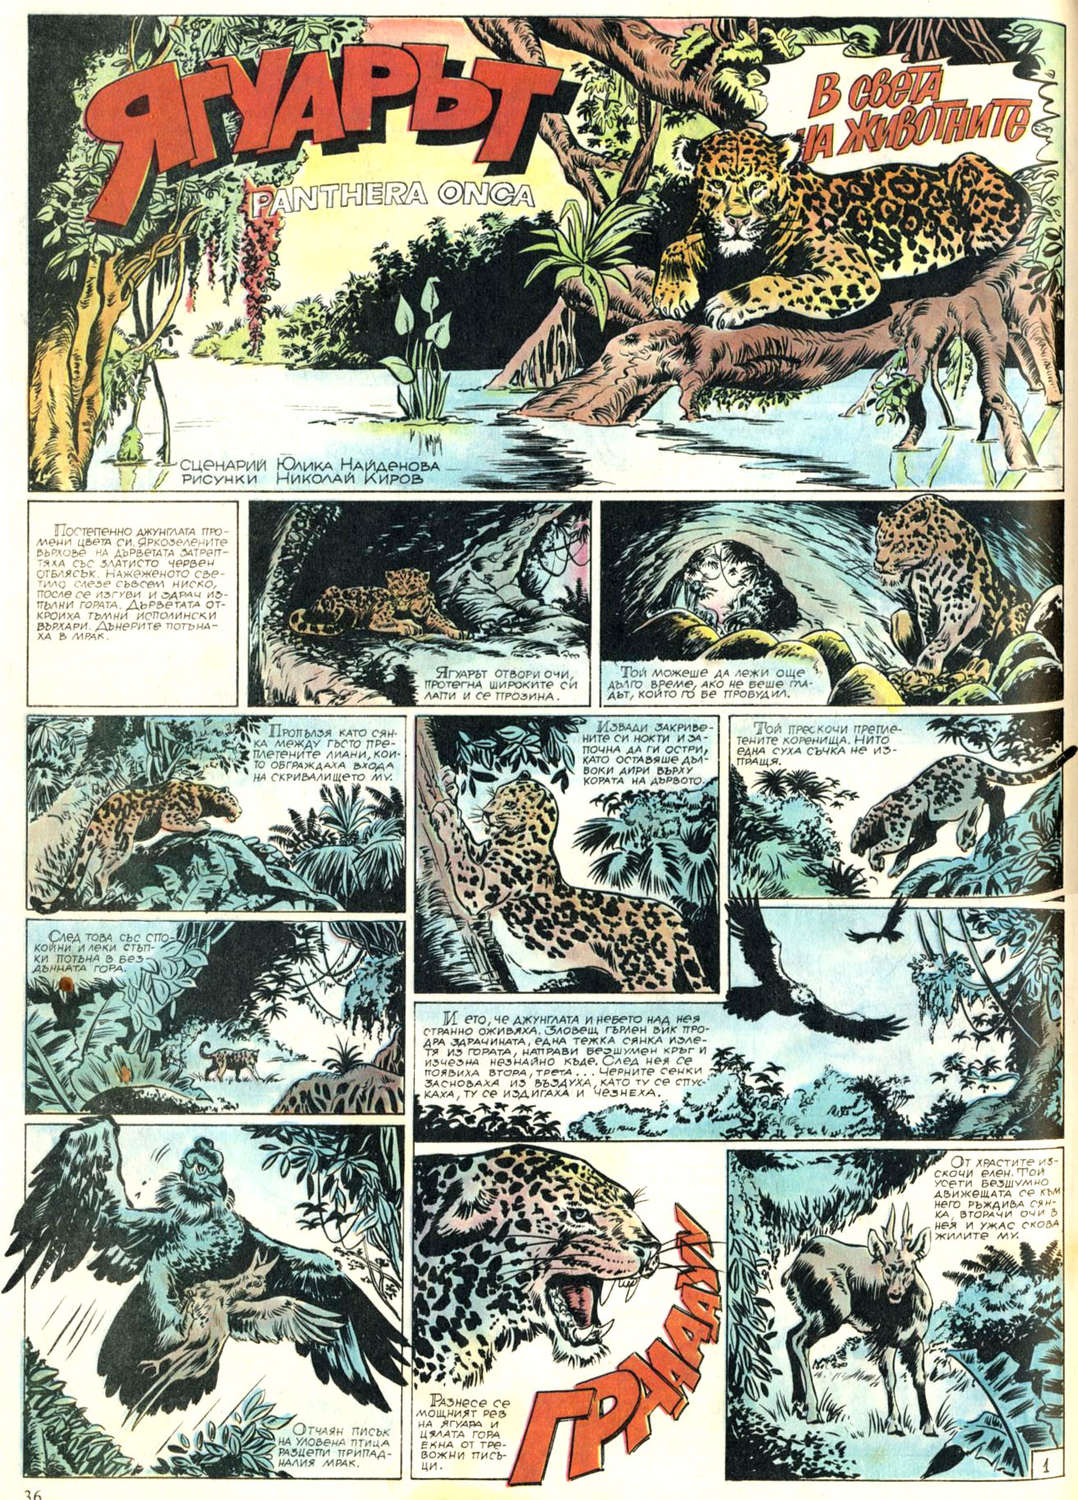 ЯГУАРЪТ
В СВЕТА
НА ЖИВОТНИТЕ
PANTHERA ONCA
СЦЕНАРИЙ ЮЛИКА НАЙДЕНОВА
РИСУНКИ НИКОЛАЙ КИРОВ
ПОСТЕПЕННО ДЖУНГЛАТА ПРО-
МЕНИ ЦВЕТА СИ. ЯРКОЗЕЛЕНИТЕ
ВЪРХОВЕ НА ДЪРВЕТАТА ЗАТРЕП-
ТЯХА СЪС ЗЛАТИСТО ЧЕРВЕН
ОТБЛЯСЪК. НАЖЕЖЕНОТО СВЕ-
ТИЛО СЛЕЗЕ СЪВСЕМ НИСКО,
ПОСЛЕ СЕ ИЗГУБИ И ЗДРАЧ ИЗ-
ПЪЛНИ ГОРАТА. ДЪРВЕТАТА ОТ-
КРОИХА ТЪМНИ ИСПОЛИНСКИ
ВЪРХАРИ. ДЪНЕРИТЕ ПОТЪНА-
ХА В МРАК.
ЯГУАРЪТ ОТВОРИ ОЧИ,
ПРОТЕГНА ШИРОКИТЕ СИ
ЛАПИ И СЕ ПРОЗИНА.
ТОЙ МОЖЕШЕ ДА ЛЕЖИ ОЩЕ
ДЪЛГО ВРЕМЕ, АКО НЕ БЕШЕ ГЛА-
ДЪТ, КОЙТО ГО БЕ ПРОБУДИЛ.
ПРОПЪЛЗЯ КАТО СЯН-
КА МЕЖДУ ГЪСТО ПРЕ-
ПЛЕТЕНИТЕ ЛИАНИ, КОИ-
ТО ОБГРАЖДАХА ВХОДА
НА СКРИВАЛИЩЕТО МУ.
ИЗВАДИ ЗАКРИВЕ-
НИТЕ СИ НОКТИ И ЗА-
ПОЧНА ДА ГИ ОСТРИ,
КАТО ОСТАВЯШЕ ДЪЛ-
БОКИ ДИРИ ВЪРХУ
КОРАТА НА ДЪРВОТО.
ТОЙ ПРЕСКОЧИ ПРЕПЛЕ-
ТЕНИТЕ КОРЕНИЩА. НИТО
ЕДНА СУХА СЪЧКА НЕ ИЗ-
ПРАЩЯ.
СЛЕД ТОВА СЪС СПО-
КОЙНИ И ЛЕКИ СТЪП-
КИ ПОТЪНА В БЕЗ-
ДЪННАТА ГОРА.
И ЕТО, ЧЕ ДЖУНГЛАТА И НЕБЕТО НАД НЕЯ
СТРАННО ОЖИВЯХА. ЗЛОВЕЩ ГЪРЛЕН ВИК ПРО-
ДРА ЗДРАЧИНАТА, ЕДНА ТЕЖКА СЯНКА ИЗЛЕ-
ТЯ ИЗ ГОРАТА, НАПРАВИ БЕЗШУМЕН КРЪГ И
ИЗЧЕЗНА НЕЗНАЙНО КЪДЕ. СЛЕД НЕЯ СЕ
ПОЯВИХА ВТОРА, ТРЕТА... ЧЕРНИТЕ СЕНКИ
ЗАСНОВАХА ИЗ ВЪЗДУХА, КАТО ТУ СЕ СПУС-
КАХА, ТУ СЕ ИЗДИГАХА И ЧЕЗНЕХА.
ОТЧАЯН ПИСЪК
НА УЛОВЕНА ПТИЦА
РАЗЦЕПИ ПРИПАД-
НАЛИЯ МРАК.
РАЗНЕСЕ СЕ
МОЩНИЯТ РЕВ
НА ЯГУАРА И
ЦЯЛАТА ГОРА
ЕКНА ОТ ТРЕ-
ВОЖНИ ПИСЪ-
ЦИ.
ГРАААУУ
ОТ ХРАСТИТЕ ИЗ-
СКОЧИ ЕЛЕН. ТОЙ
УСЕТИ БЕЗШУМНО
ДВИЖЕЩАТА СЕ КЪМ
НЕГО РЪЖДИВА СЯН-
КА, ВТОРАЧИ ОЧИ В
НЕЯ И УЖАС СКОВА
ЖИЛИТЕ МУ.
1
36